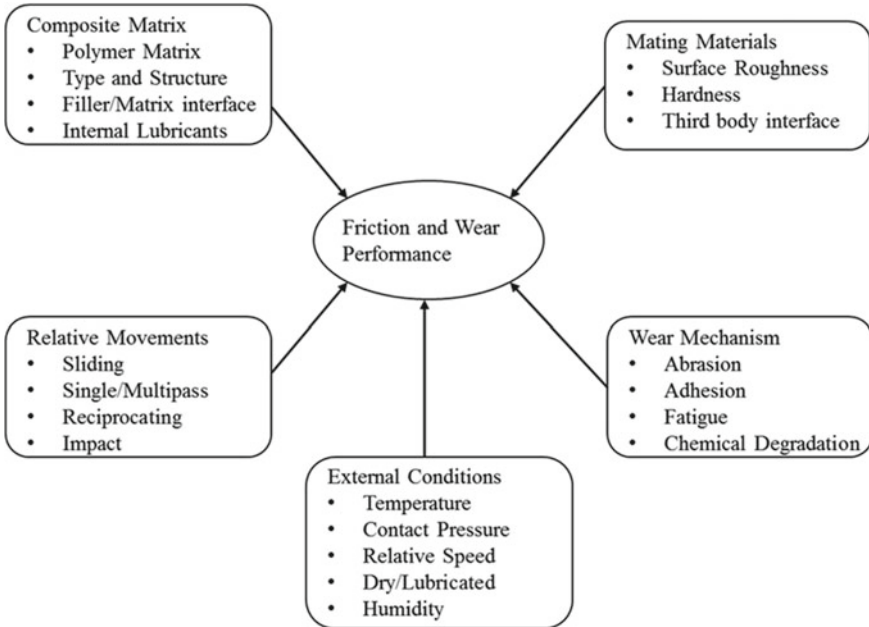 Composite Matrix
• Polymer Matrix
• Type and Structure
• Filler/Matrix interface
• Internal Lubricants
Mating Materials
• Surface Roughness
• Hardness
• Third body interface
Friction and Wear
Performance
Relative Movements
• Sliding
• Single/Multipass
• Reciprocating
• Impact
Wear Mechanism
• Abrasion
• Adhesion
• Fatigue
• Chemical Degradation
External Conditions
• Temperature
• Contact Pressure
• Relative Speed
• Dry/Lubricated
• Humidity